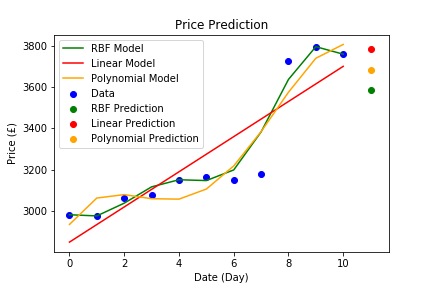 Price Prediction
RBF Model
Linear Model
Polynomial Model
Data
RBF Prediction
Linear Prediction
Polynomial Prediction
3800
3600
3400
3200
3000
Price (£)
0 2 4 6 8 10
Date (Day)